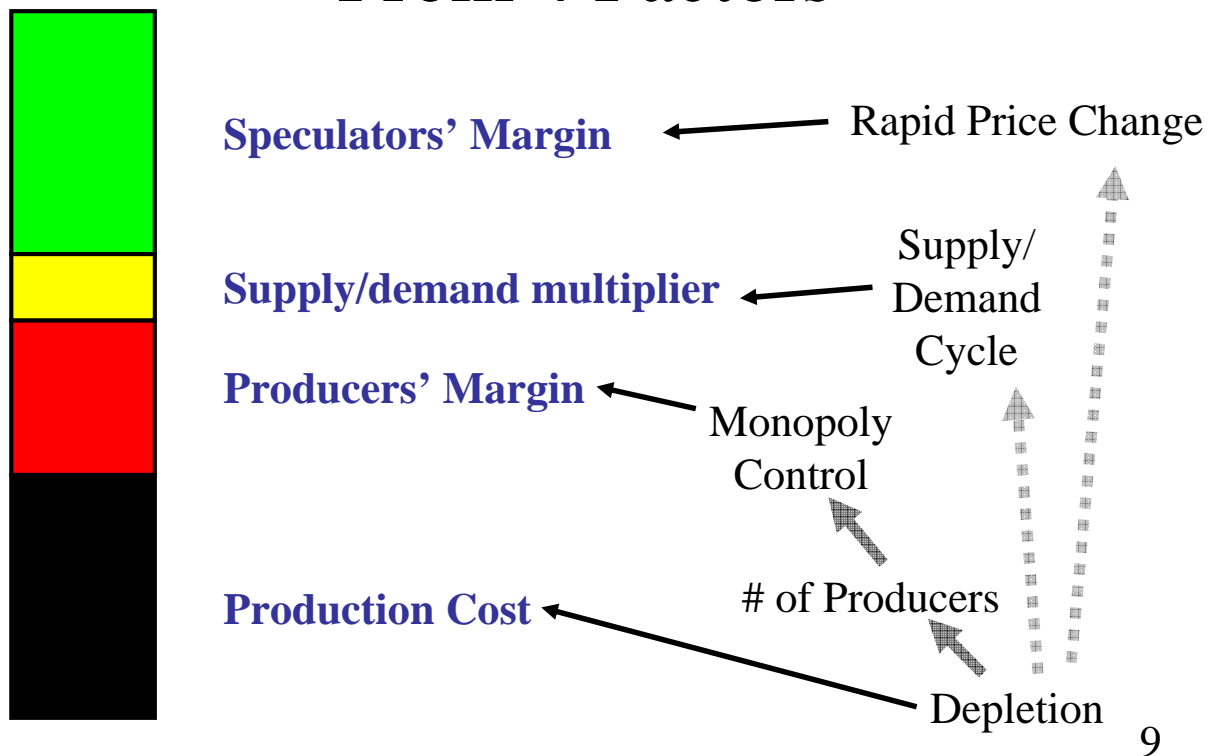 Speculators’ Margin
Rapid Price Change
Supply/demand multiplier
Supply/
Demand
Cycle
Producers’ Margin
Monopoly
Control
Production Cost
# of Producers
Depletion
9